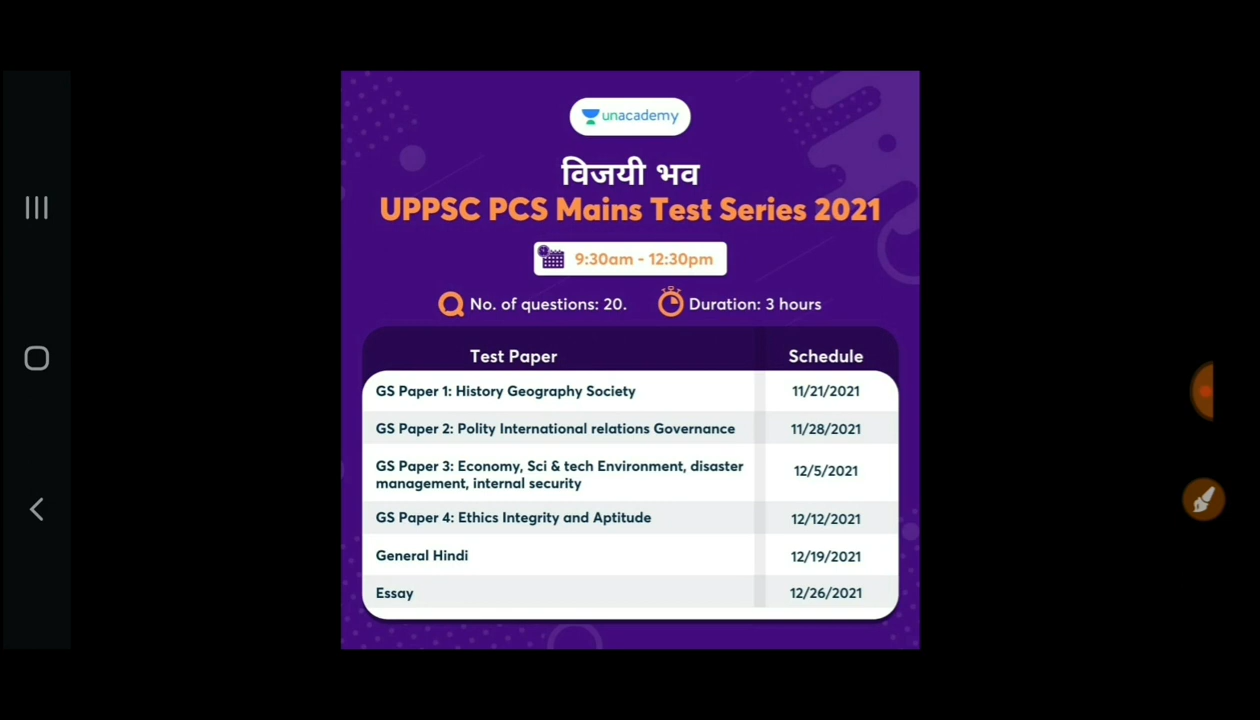 unacademy
विजयी भव
UPPSC PCS Mains Test Series 2021
9:30am - 12:30pm
No. of questions: 20. Duration: 3 hours
Test Paper Schedule
GS Paper 1: History Geography Society 11/21/2021
GS Paper 2: Polity International relations Governance 11/28/2021
GS Paper 3: Economy, Sci & tech Environment, disaster
management, internal security 12/5/2021
GS Paper 4: Ethics Integrity and Aptitude 12/12/2021
General Hindi 12/19/2021
Essay 12/26/2021